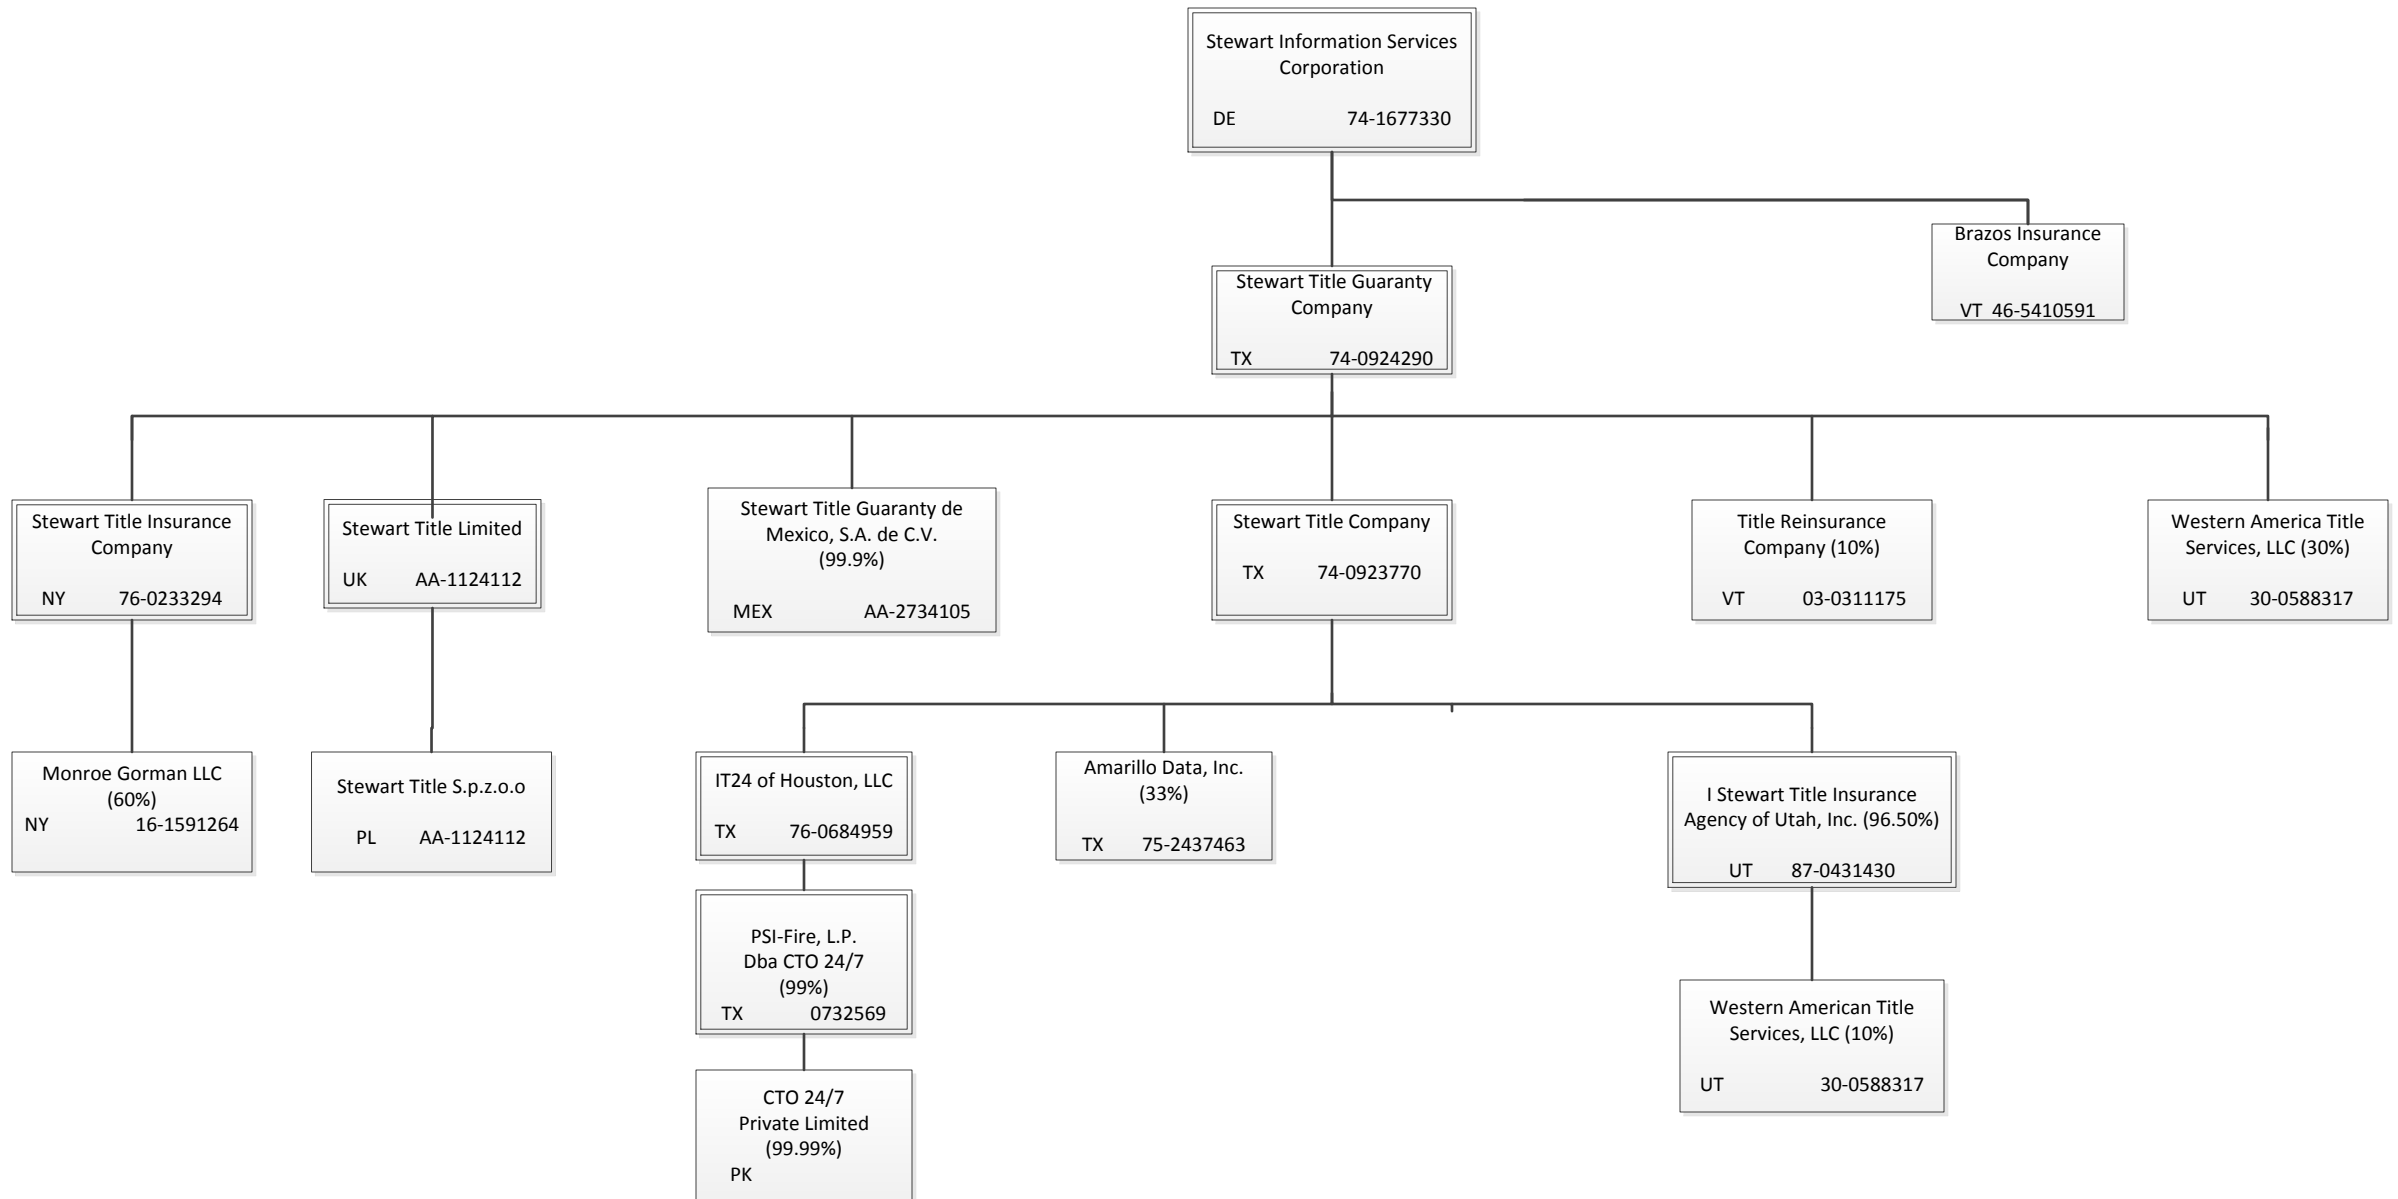 Stewart Information Services
Corporation
DE 74-1677330
Brazos Insurance
Company
VT 46-5410591
Stewart Title Guaranty
Company
TX 74-0924290
Stewart Title Insurance
Company
NY 76-0233294
Stewart Title Limited
UK AA-1124112
Stewart Title Guaranty de
Mexico, S.A. de C.V.
(99.9%)
MEX AA-2734105
Stewart Title Company
TX 74-0923770
Title Reinsurance
Company (10%)
VT 03-0311175
Western America Title
Services, LLC (30%)
UT 30-0588317
Monroe Gorman LLC
(60%)
NY 16-1591264
Stewart Title S.p.z.o.o
PL AA-1124112
IT24 of Houston, LLC
TX 76-0684959
Amarillo Data, Inc.
(33%)
TX 75-2437463
I Stewart Title Insurance
Agency of Utah, Inc. (96.50%)
UT 87-0431430
PSI-Fire, L.P.
Dba CTO 24/7
(99%)
TX 0732569
Western American Title
Services, LLC (10%)
UT 30-0588317
CTO 24/7
Private Limited
(99.99%)
PK